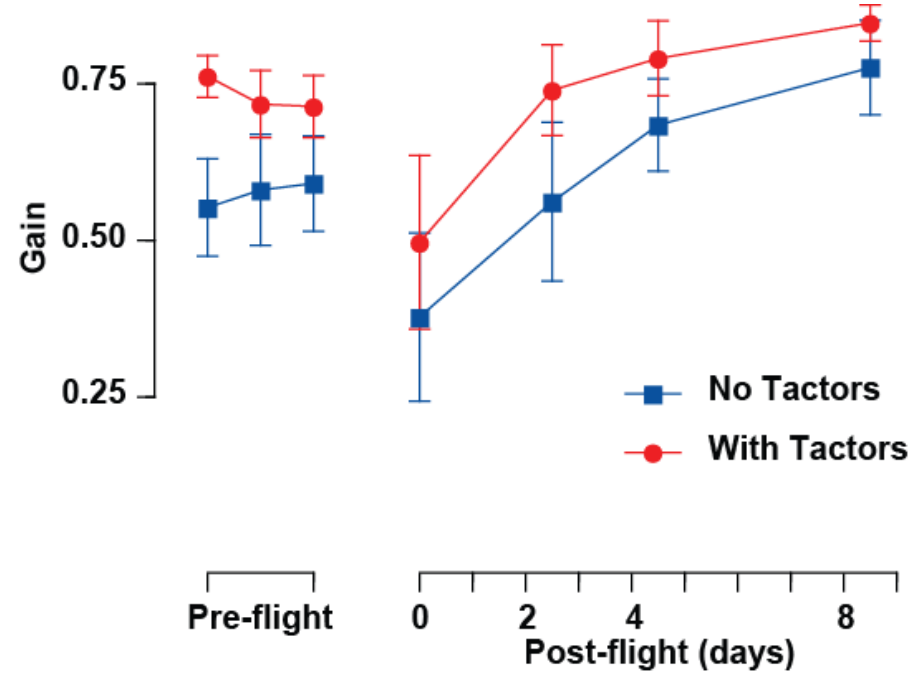 0.75
0.50
0.25
Gain
No Tactors
With Tactors
Pre-flight
0 2 4 8
Post-flight (days)